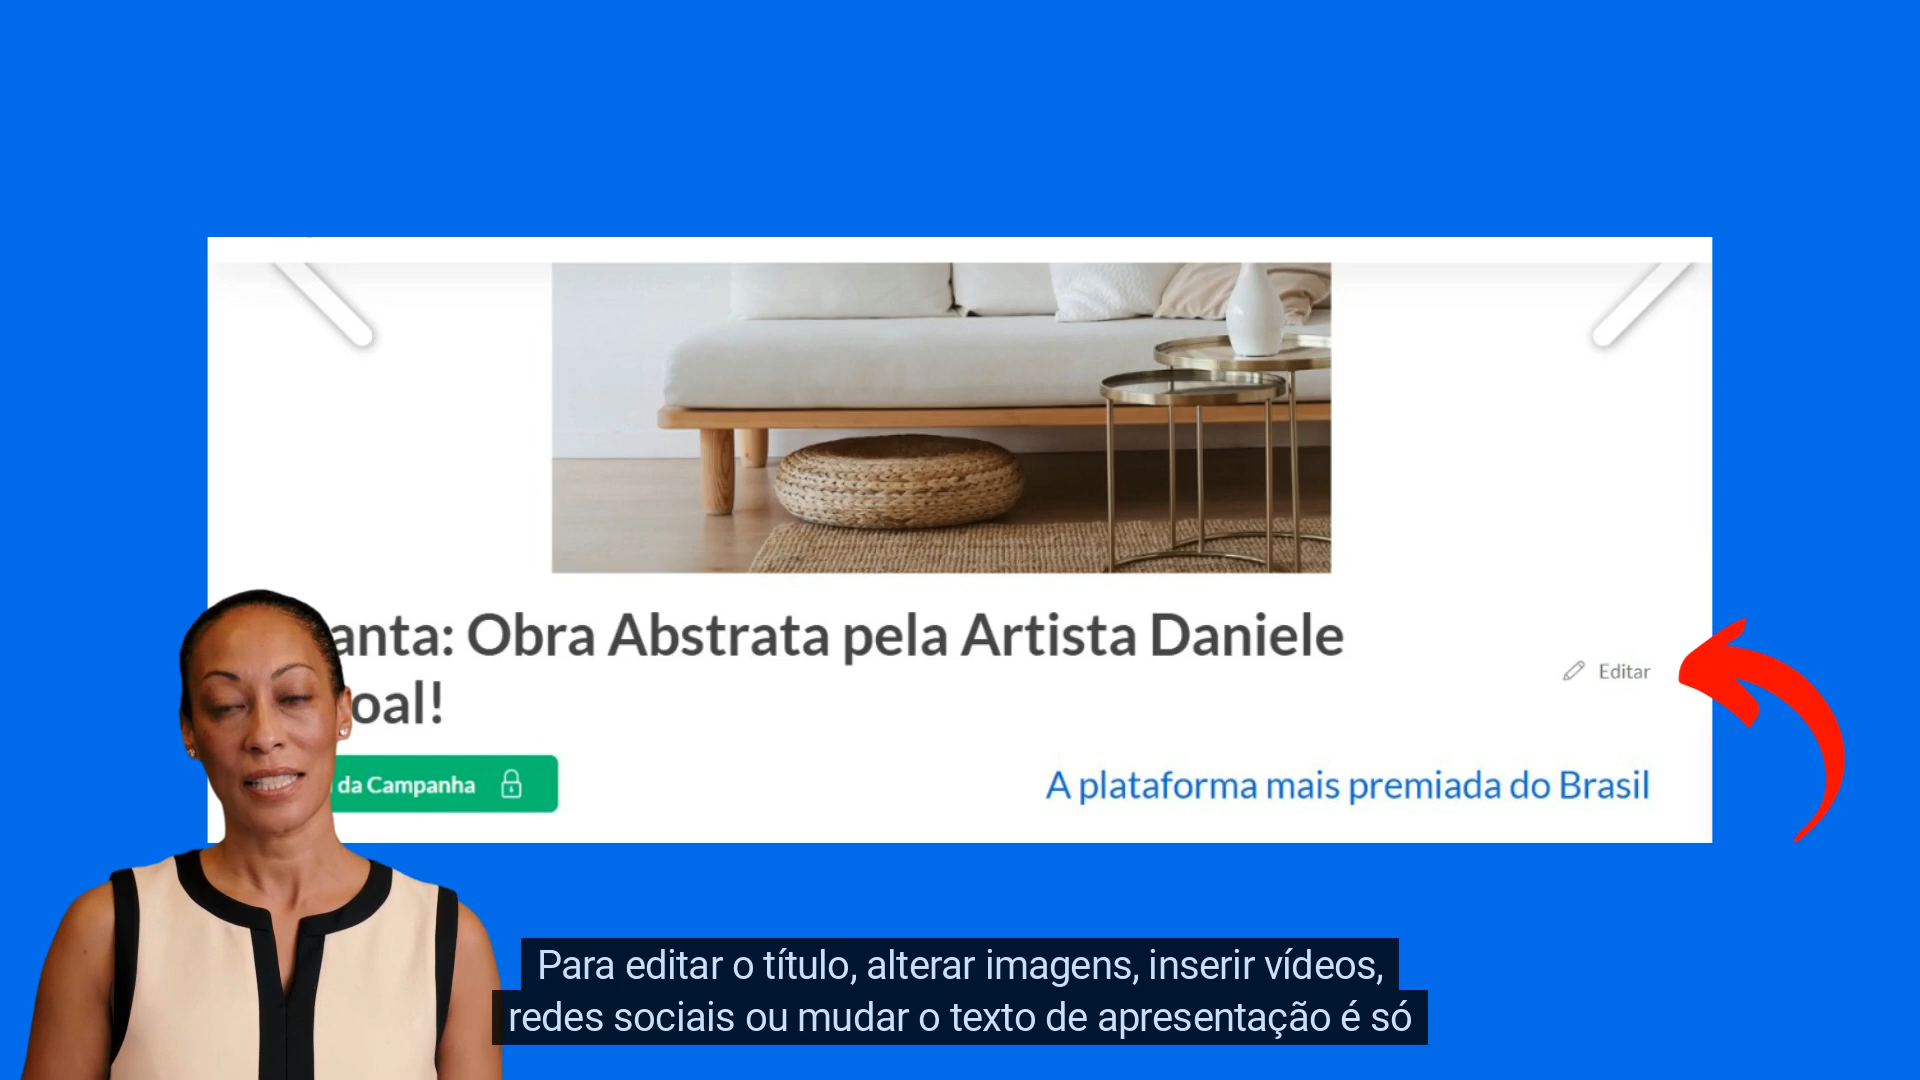 anta: Obra Abstrata pela Artista Daniele
oal!
Editar
da Campanha
A plataforma mais premiada do Brasil
Para editar o título, alterar imagens, inserir vídeos,
redes sociais ou mudar o texto de apresentação é só